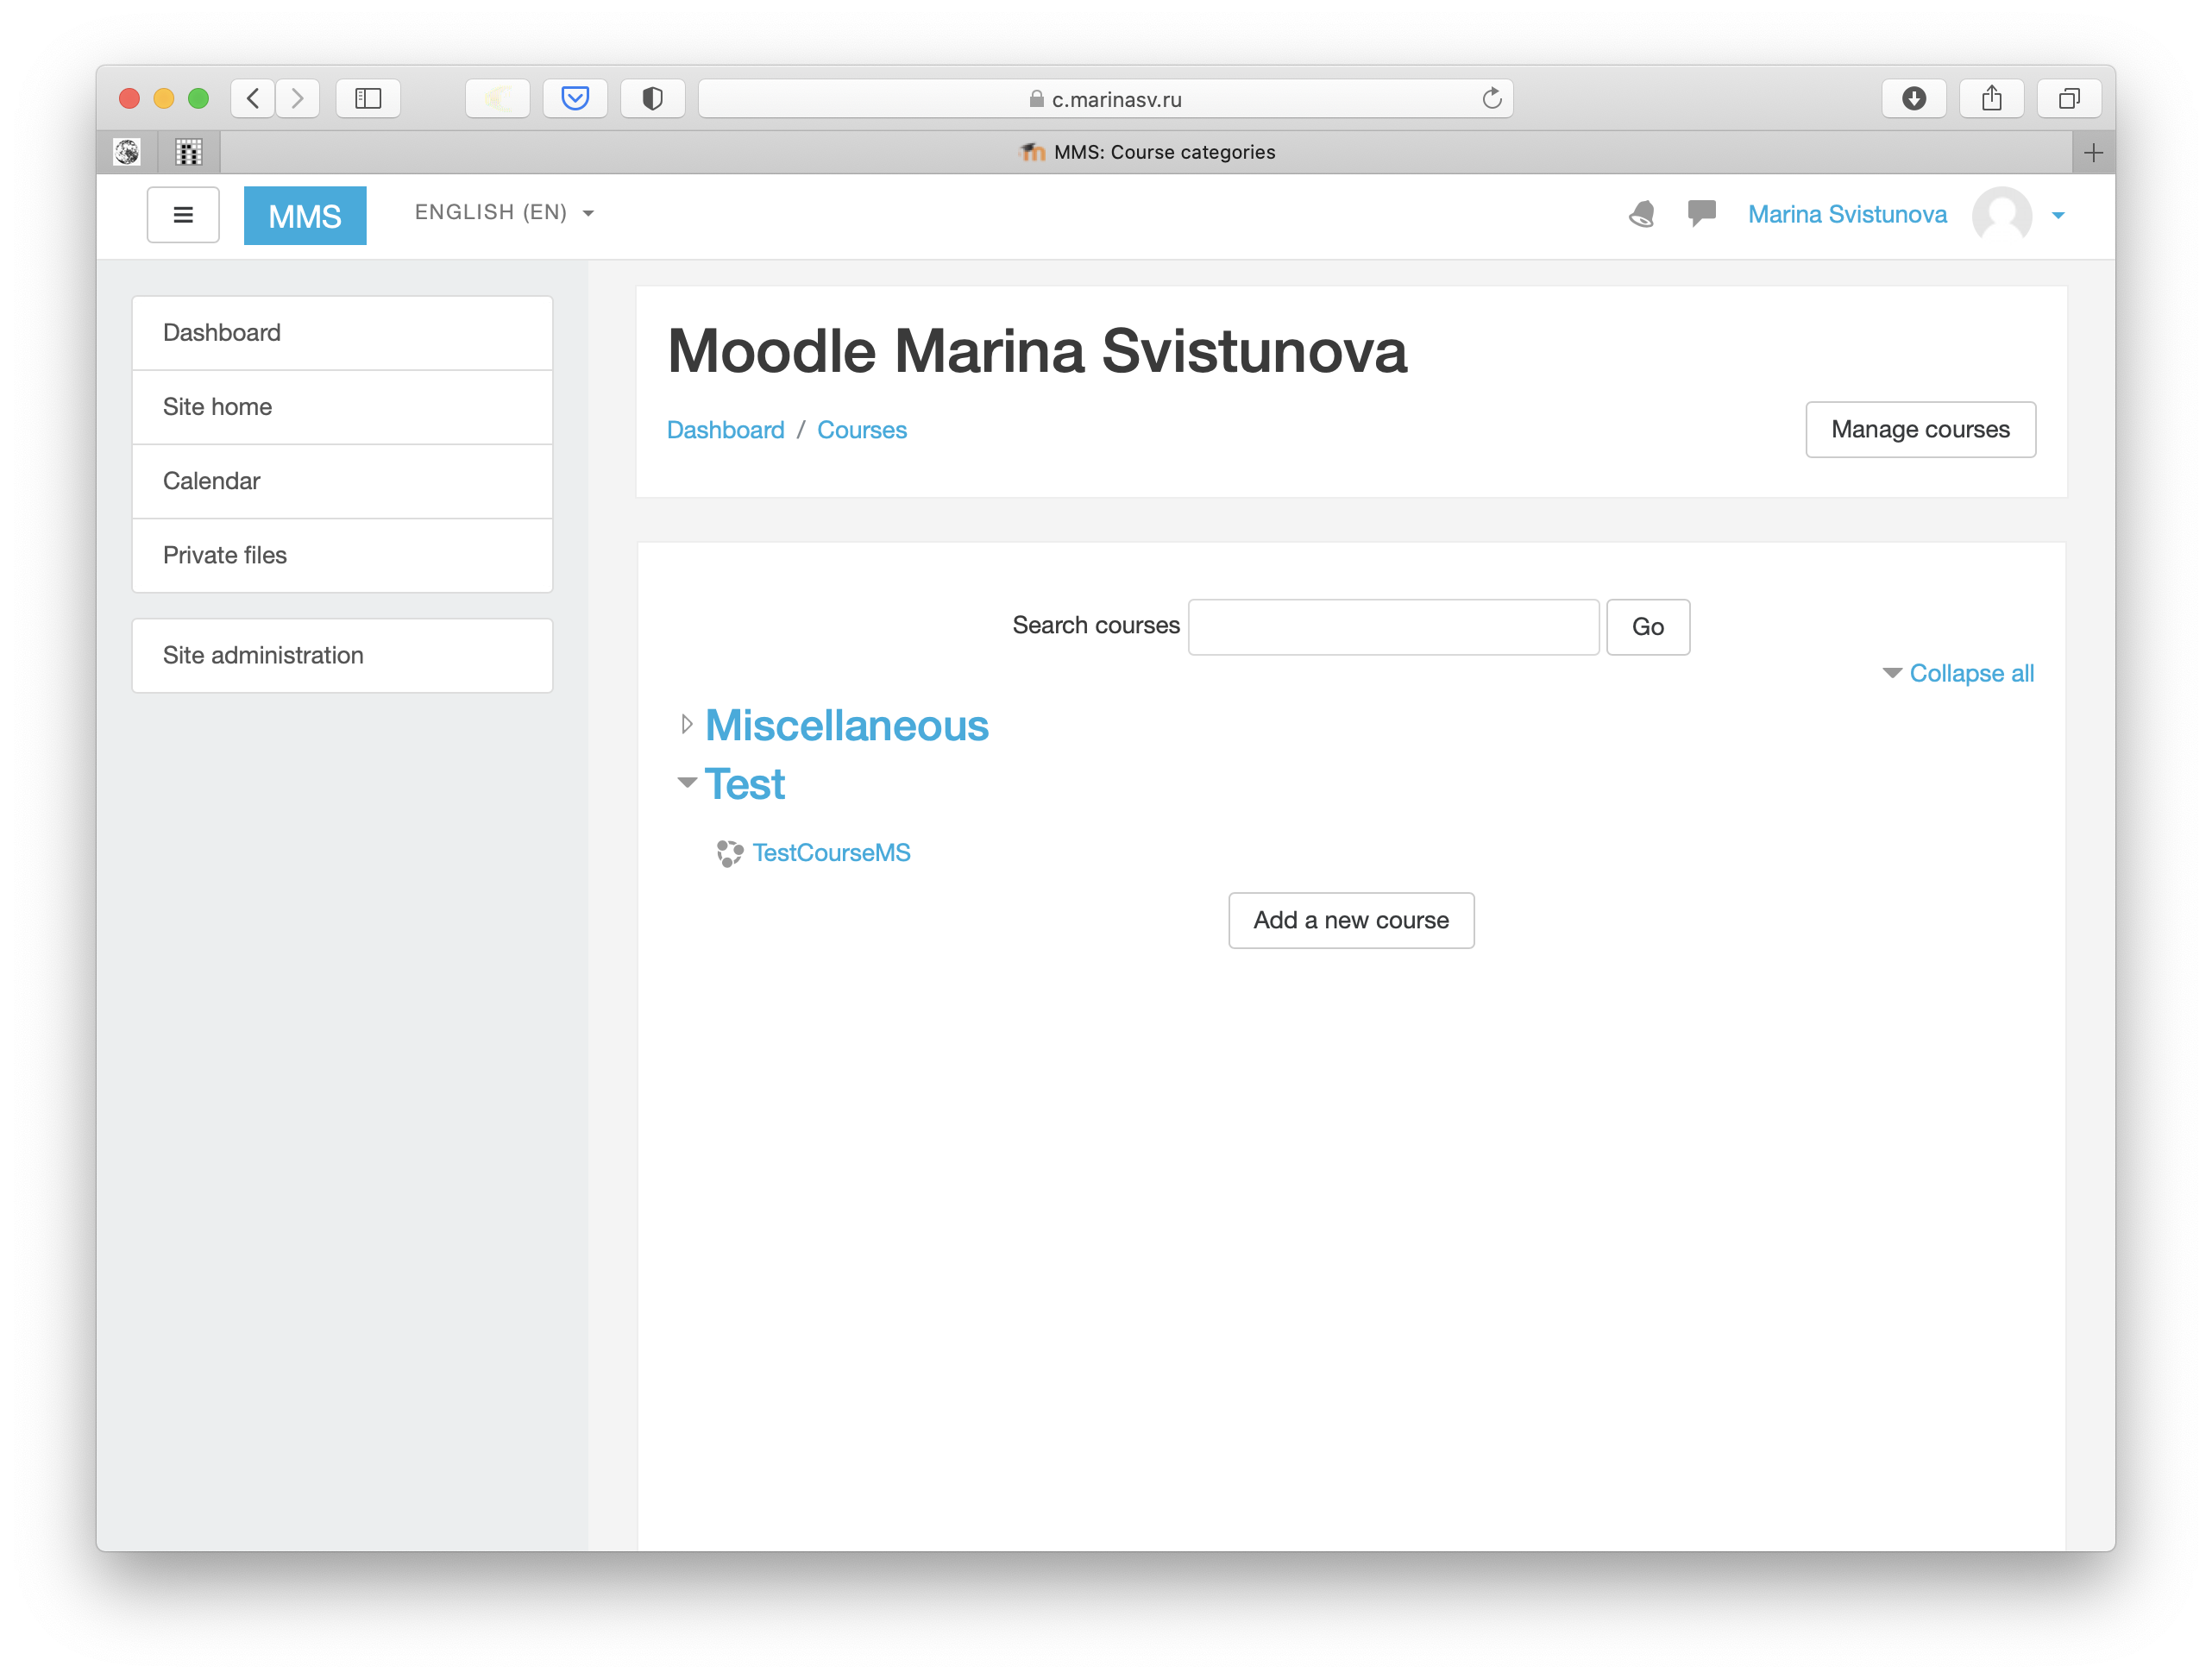 c.marinasv.ru
MMS: Course categories
MMS
ENGLISH (EN)
Marina Svistunova
Dashboard
Site home
Calendar
Private files
Site administration
Moodle Marina Svistunova
Dashboard / Courses
Manage courses
Search courses
Go
Collapse all
Miscellaneous
Test
TestCourseMS
Add a new course